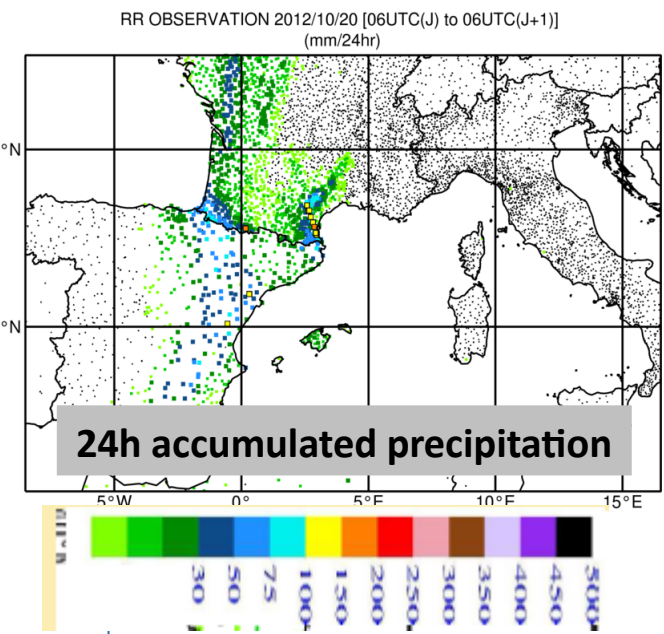 RR OBSERVATION 2012/10/20 [06UTC(J) to 06UTC(J+1)]
(mm/24hr)
°N
°N
24h accumulated precipitation
5°W 0° 5°E 10°E 15°E
30 50 75 100 150 200 250 300 350 400 450 500